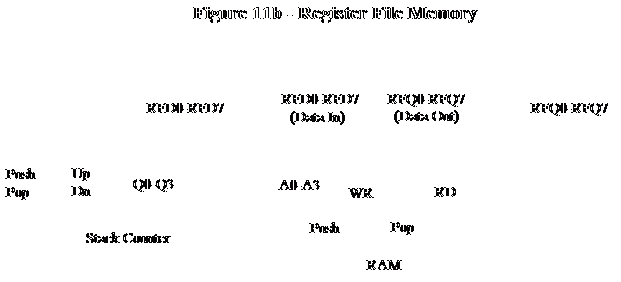 Figure 11b - Register File Memory
RFD0-RFD7
RFD0-RFD7
(Data In)
RFQ0-RFQ7
(Data Out)
RFQ0-RFQ7
Push
Pop
Up
Dn
Q0-Q3
A0-A3
WR
RD
Push
Pop
Stack Counter
RAM